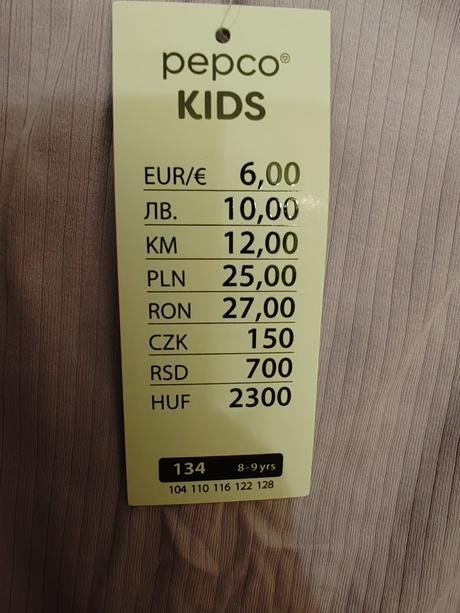 pepco
KIDS
EUR/€ 6,00
ЛВ. 10,00
KM 12,00
PLN 25,00
RON 27,00
CZK 150
RSD 700
HUF 2300
134 8-9 yrs
104 110 116 122 128